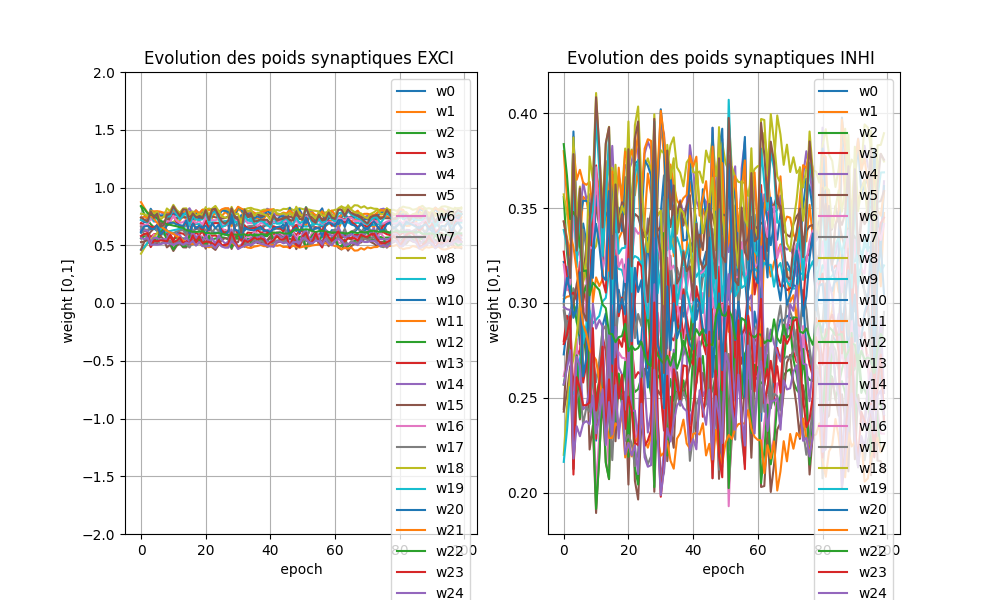 Evolution des poids synaptiques EXCI
2.0
1.5
1.0
0.5
0.0
−0.5
−1.0
−1.5
−2.0
weight [0,1]
0 20 40 60 80 100
epoch
w0
w1
w2
w3
w4
w5
w6
w7
w8
w9
w10
w11
w12
w13
w14
w15
w16
w17
w18
w19
w20
w21
w22
w23
w24
Evolution des poids synaptiques INHI
0.40
0.35
0.30
0.25
0.20
weight [0,1]
0 20 40 60 80 100
epoch
w0
w1
w2
w3
w4
w5
w6
w7
w8
w9
w10
w11
w12
w13
w14
w15
w16
w17
w18
w19
w20
w21
w22
w23
w24